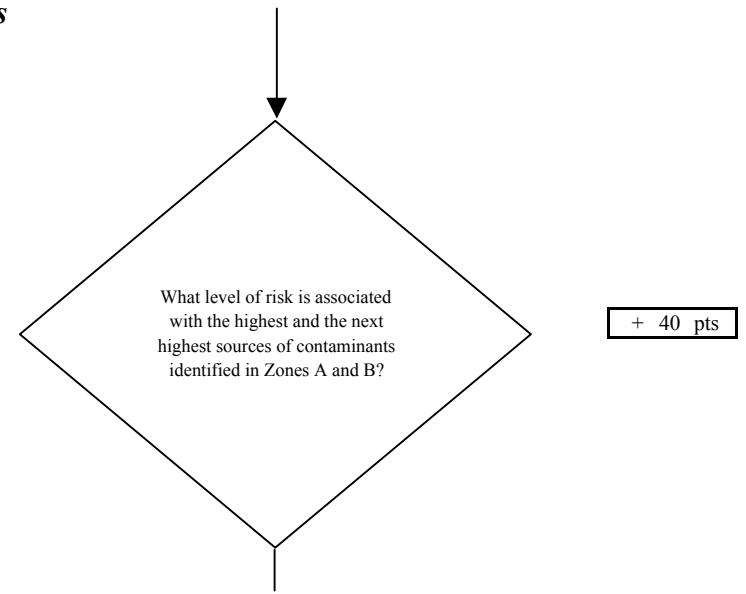 s
What level of risk is associated
with the highest and the next
highest sources of contaminants
identified in Zones A and B?
+ 40 pts